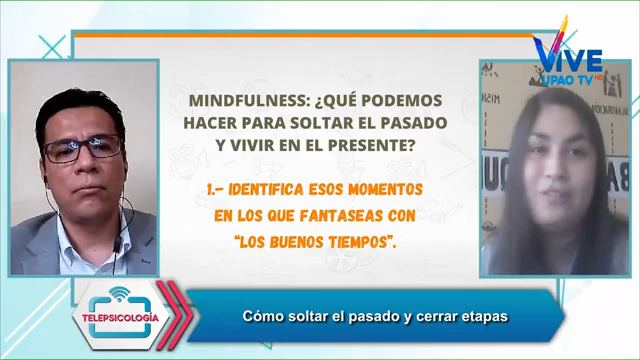 VIVE
UPAO TV HD
MINDFULNESS: ¿QUÉ PODEMOS
HACER PARA SOLTAR EL PASADO
Y VIVIR EN EL PRESENTE?
1.- IDENTIFICA ESOS MOMENTOS
EN LOS QUE FANTASEAS CON
“LOS BUENOS TIEMPOS”.
TELEPSICOLOGÍA
Cómo soltar el pasado y cerrar etapas